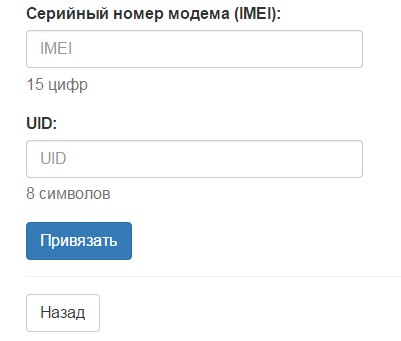 Серийный номер модема (IMEI):
IMEI
15 цифр
UID:
UID
8 символов
Привязать
Назад